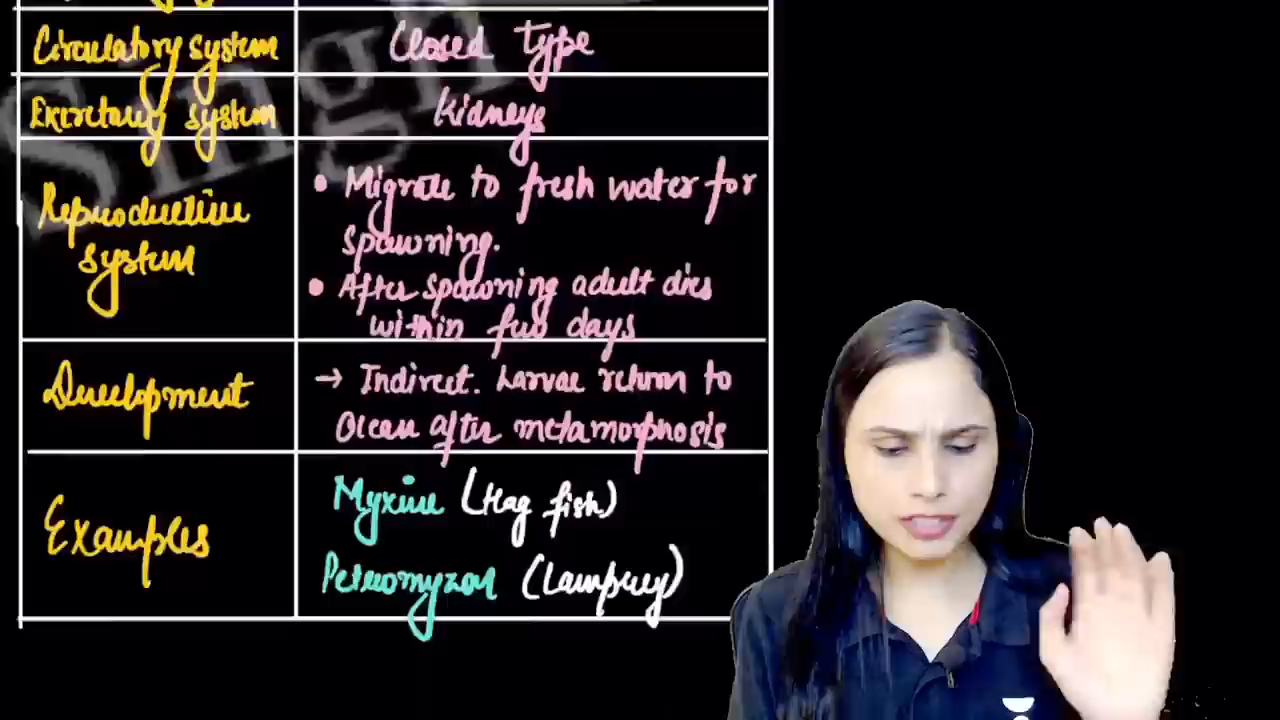 Circulatory system
Closed type
Excretory system
Kidneys
Reproductive
system
• Migrate to fresh water for
spawning.
• After spawning adult dies
within few days
Development
→ Indirect. Larvae return to
Ocean after metamorphosis
Examples
Myxine (Hag fish)
Petromyzon (Lamprey)
Singh